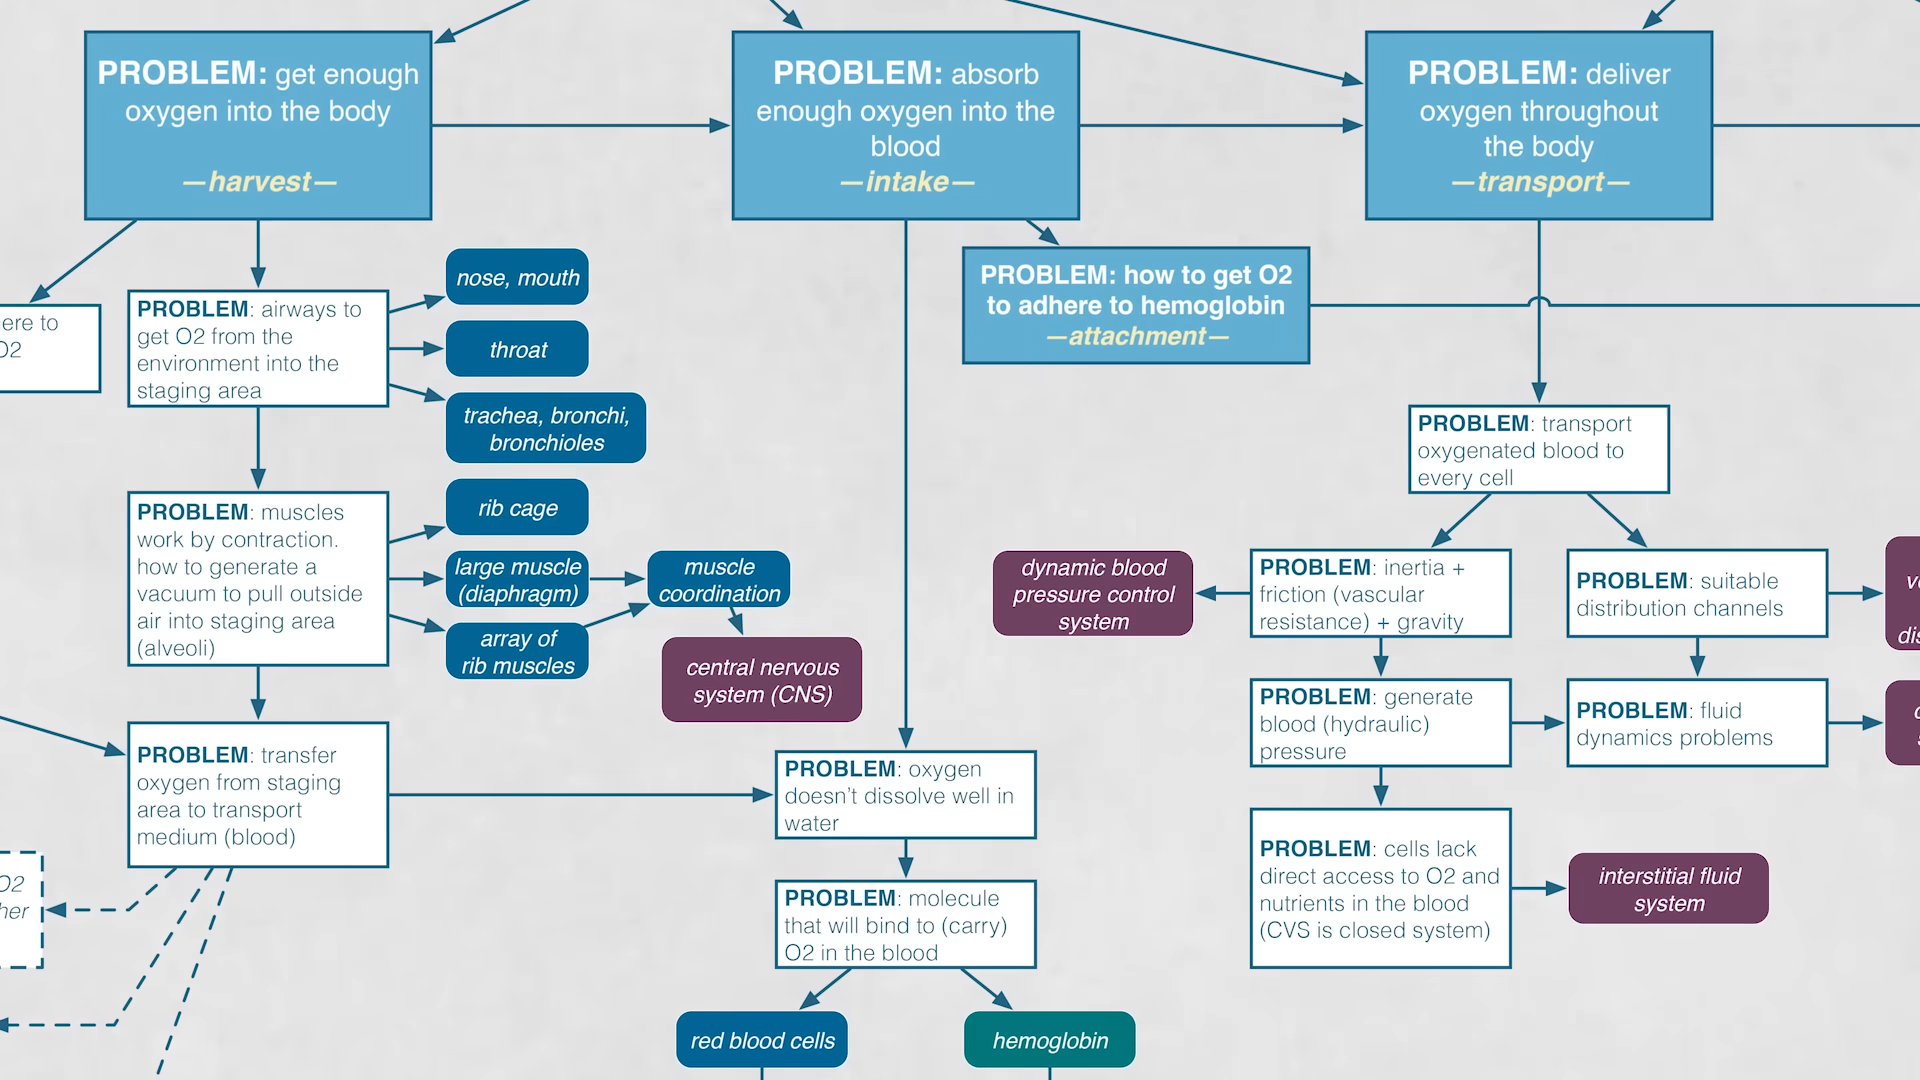 PROBLEM: get enough
oxygen into the body
—harvest—
PROBLEM: absorb
enough oxygen into the
blood
—intake—
PROBLEM: deliver
oxygen throughout
the body
—transport—
PROBLEM: how to get O2
to adhere to hemoglobin
—attachment—
ere to
O2
PROBLEM: airways to
get O2 from the
environment into the
staging area
nose, mouth
throat
trachea, bronchi,
bronchioles
PROBLEM: muscles
work by contraction.
how to generate a
vacuum to pull outside
air into staging area
(alveoli)
rib cage
large muscle
(diaphragm)
array of
rib muscles
muscle
coordination
central nervous
system (CNS)
PROBLEM: transfer
oxygen from staging
area to transport
medium (blood)
O2
her
PROBLEM: oxygen
doesn't dissolve well in
water
PROBLEM: molecule
that will bind to (carry)
O2 in the blood
red blood cells
hemoglobin
PROBLEM: transport
oxygenated blood to
every cell
dynamic blood
pressure control
system
PROBLEM: inertia +
friction (vascular
resistance) + gravity
PROBLEM: suitable
distribution channels
PROBLEM: generate
blood (hydraulic)
pressure
PROBLEM: fluid
dynamics problems
PROBLEM: cells lack
direct access to O2 and
nutrients in the blood
(CVS is closed system)
interstitial fluid
system